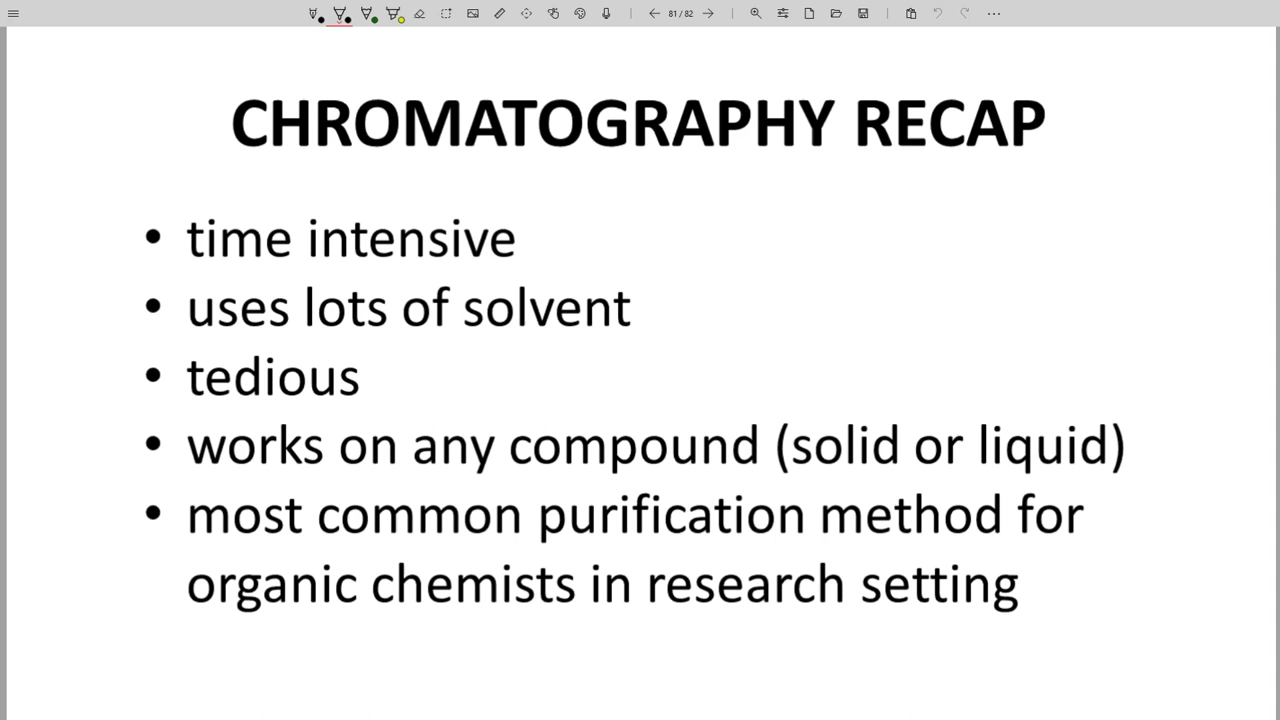 81 / 82
CHROMATOGRAPHY RECAP
• time intensive
• uses lots of solvent
• tedious
• works on any compound (solid or liquid)
• most common purification method for
organic chemists in research setting